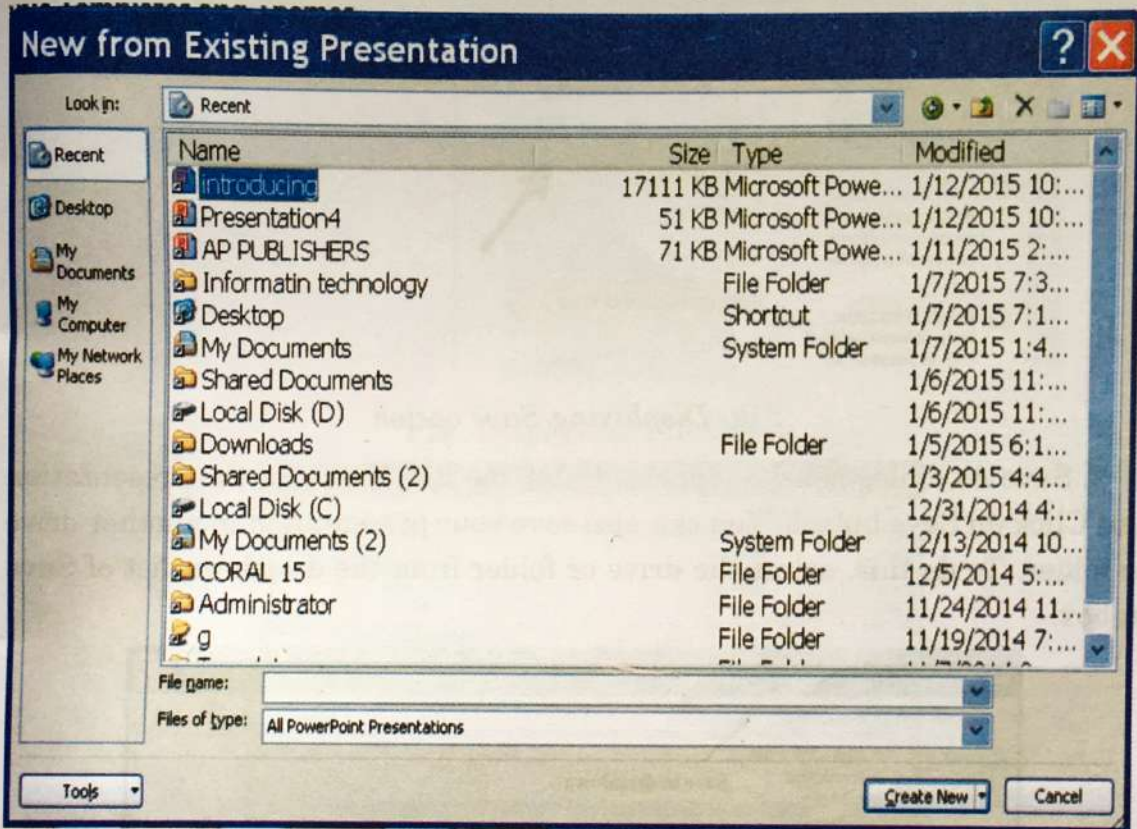 New from Existing Presentation
Look in: Recent
Recent
Desktop
My Documents
My Computer
My Network Places
Name Size Type Modified
introducing 17111 KB Microsoft Powe... 1/12/2015 10:...
Presentation4 51 KB Microsoft Powe... 1/12/2015 10:...
AP PUBLISHERS 71 KB Microsoft Powe... 1/11/2015 2:...
Informatin technology File Folder 1/7/2015 7:3...
Desktop Shortcut 1/7/2015 7:1...
My Documents System Folder 1/7/2015 1:4...
Shared Documents 1/6/2015 11:...
Local Disk (D) 1/6/2015 11:...
Downloads File Folder 1/5/2015 6:1...
Shared Documents (2) 1/3/2015 4:4...
Local Disk (C) 12/31/2014 4:...
My Documents (2) System Folder 12/13/2014 10...
CORAL 15 File Folder 12/5/2014 5:...
Administrator File Folder 11/24/2014 11...
g File Folder 11/19/2014 7:...
File name:
Files of type: All PowerPoint Presentations
Tools Create New Cancel